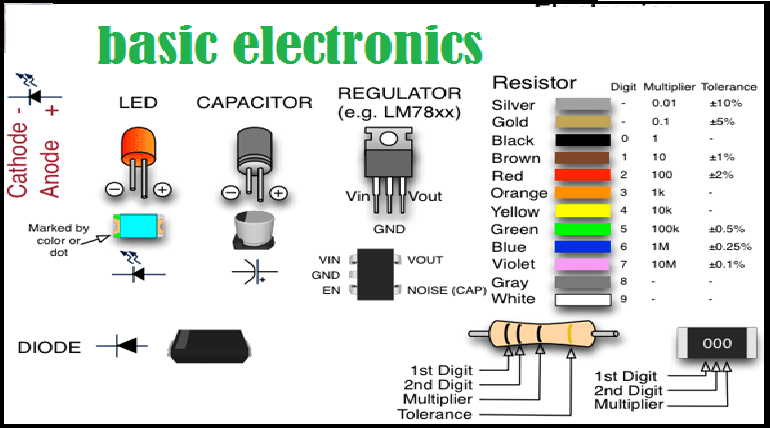 basic electronics
Cathode -
Anode +
LED
CAPACITOR
REGULATOR
(e.g. LM78xx)
Vin
Vout
GND
Marked by
color or
dot
VIN
GND
EN
VOUT
NOISE (CAP)
DIODE
Resistor Digit Multiplier Tolerance
Silver - 0.01 ±10%
Gold - 0.1 ±5%
Black 0 1 -
Brown 1 10 ±1%
Red 2 100 ±2%
Orange 3 1k -
Yellow 4 10k -
Green 5 100k ±0.5%
Blue 6 1M ±0.25%
Violet 7 10M ±0.1%
Gray 8 - -
White 9 - -
1st Digit
2nd Digit
Multiplier
Tolerance
000
1st Digit
2nd Digit
Multiplier